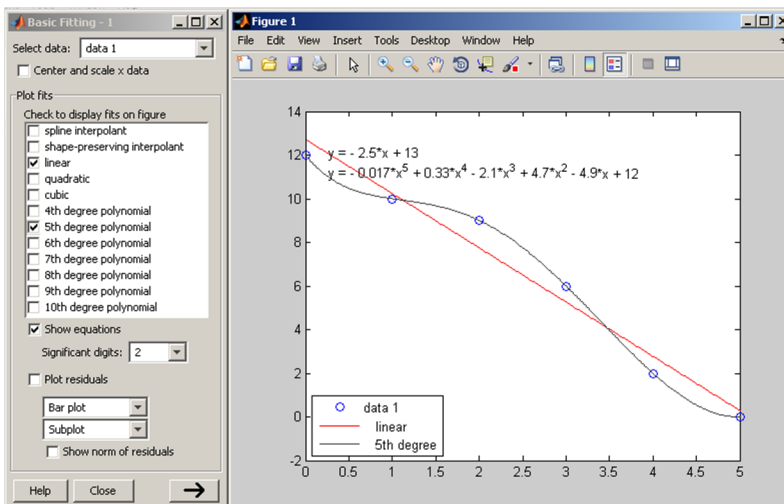 Basic Fitting - 1
Select data: data 1
Center and scale x data
Plot fits
Check to display fits on figure
spline interpolant
shape-preserving interpolant
linear
quadratic
cubic
4th degree polynomial
5th degree polynomial
6th degree polynomial
7th degree polynomial
8th degree polynomial
9th degree polynomial
10th degree polynomial
Show equations
Significant digits: 2
Plot residuals
Bar plot
Subplot
Show norm of residuals
Help Close
Figure 1
File Edit View Insert Tools Desktop Window Help
14
12
10
8
6
4
2
0
-2
y = - 2.5*x + 13
y = - 0.017*x⁵ + 0.33*x⁴ - 2.1*x³ + 4.7*x² - 4.9*x + 12
data 1
linear
5th degree
0 0.5 1 1.5 2 2.5 3 3.5 4 4.5 5